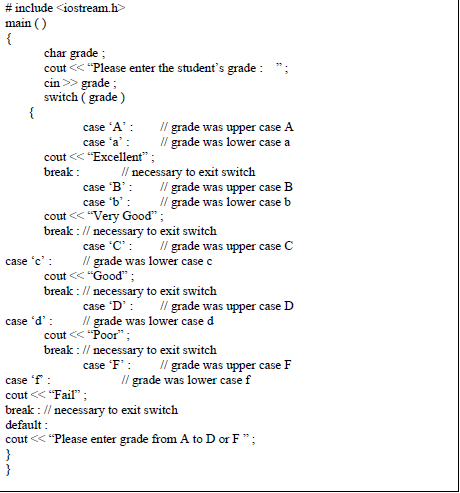 # include <iostream.h>
main ( )
{
char grade ;
cout << “Please enter the student’s grade : ” ;
cin >> grade ;
switch ( grade )
{
case ‘A’ : // grade was upper case A
case ‘a’ : // grade was lower case a
cout << “Excellent” ;
break : // necessary to exit switch
case ‘B’ : // grade was upper case B
case ‘b’ : // grade was lower case b
cout << “Very Good” ;
break : // necessary to exit switch
case ‘C’ : // grade was upper case C
case ‘c’ : // grade was lower case c
cout << “Good” ;
break : // necessary to exit switch
case ‘D’ : // grade was upper case D
case ‘d’ : // grade was lower case d
cout << “Poor” ;
break : // necessary to exit switch
case ‘F’ : // grade was upper case F
case ‘f’ : // grade was lower case f
cout << “Fail” ;
break : // necessary to exit switch
default :
cout << “Please enter grade from A to D or F ” ;
}
}